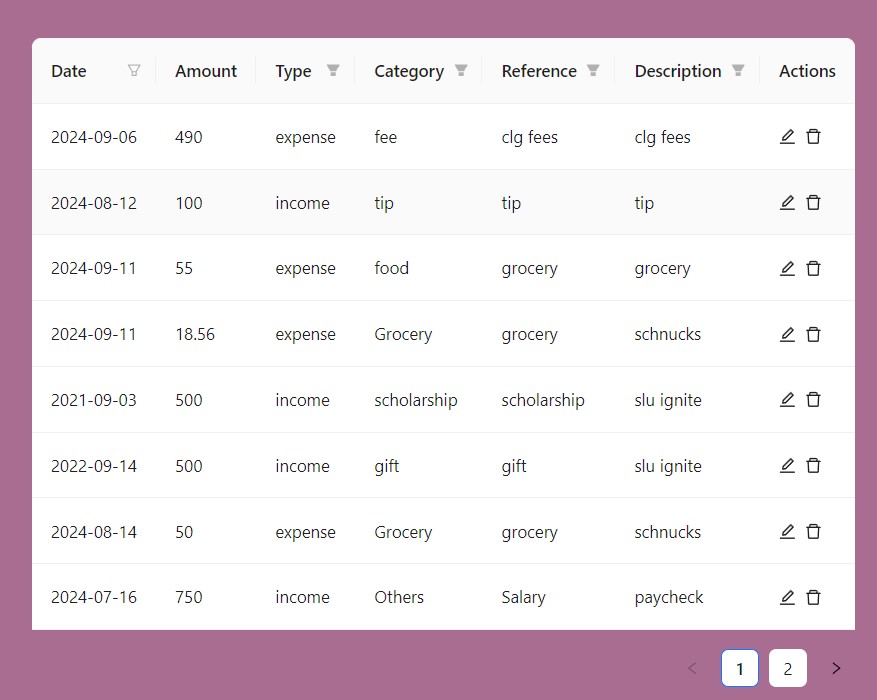 Date Amount Type Category Reference Description Actions
2024-09-06 490 expense fee clg fees clg fees
2024-08-12 100 income tip tip tip
2024-09-11 55 expense food grocery grocery
2024-09-11 18.56 expense Grocery grocery schnucks
2021-09-03 500 income scholarship scholarship slu ignite
2022-09-14 500 income gift gift slu ignite
2024-08-14 50 expense Grocery grocery schnucks
2024-07-16 750 income Others Salary paycheck
1 2